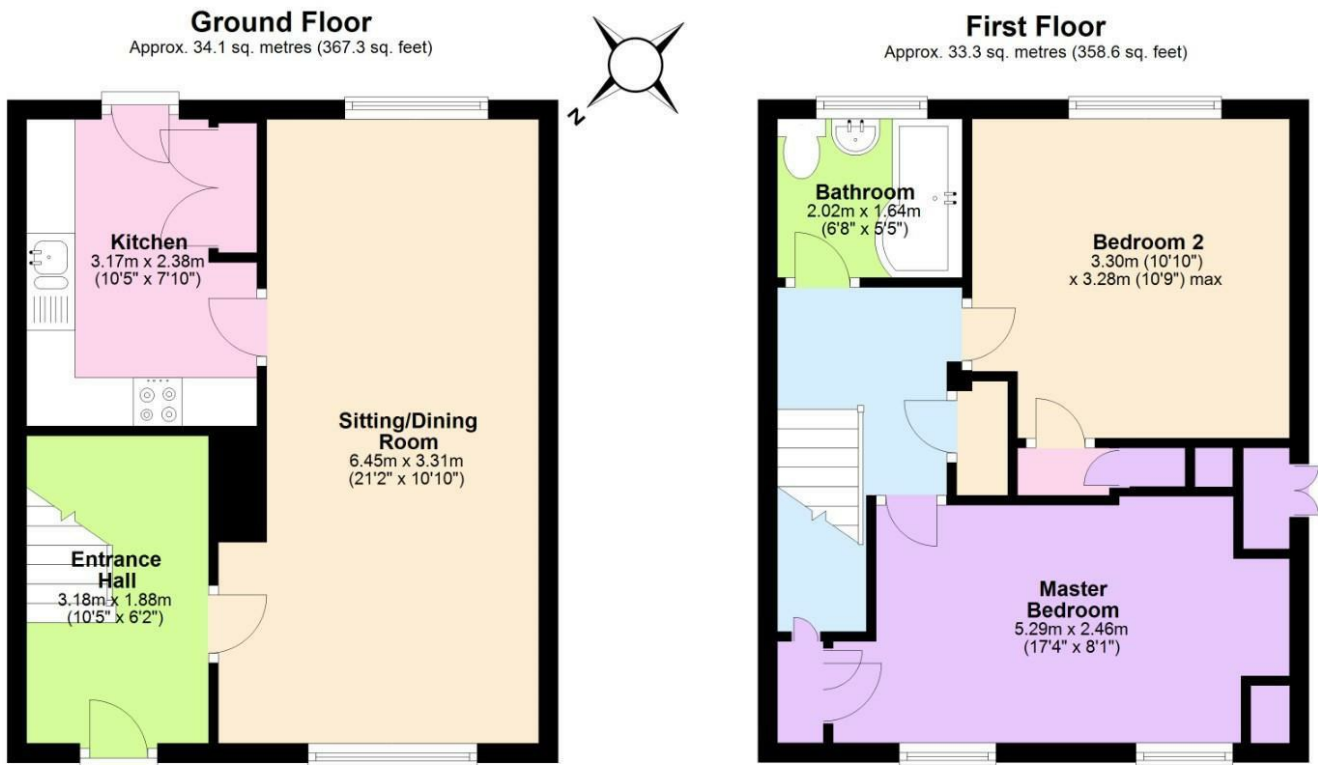 Ground Floor
Approx. 34.1 sq. metres (367.3 sq. feet)
N
Kitchen
3.17m x 2.38m
(10'5" x 7'10")
Sitting/Dining
Room
6.45m x 3.31m
(21'2" x 10'10")
Entrance
Hall
3.18m x 1.88m
(10'5" x 6'2")
First Floor
Approx. 33.3 sq. metres (358.6 sq. feet)
Bathroom
2.02m x 1.64m
(6'8" x 5'5")
Bedroom 2
3.30m (10'10")
x 3.28m (10'9") max
Master
Bedroom
5.29m x 2.46m
(17'4" x 8'1")